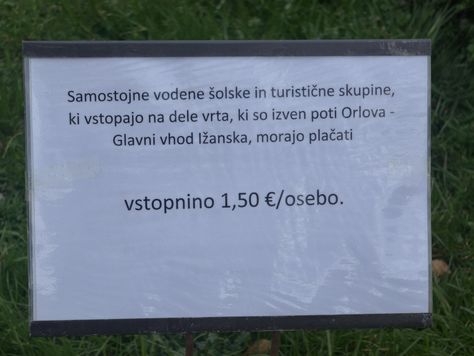 Samostojne vodene šolske in turistične skupine,
ki vstopajo na dele vrta, ki so izven poti Orlova -
Glavni vhod Ižanska, morajo plačati
vstopnino 1,50 €/osebo.